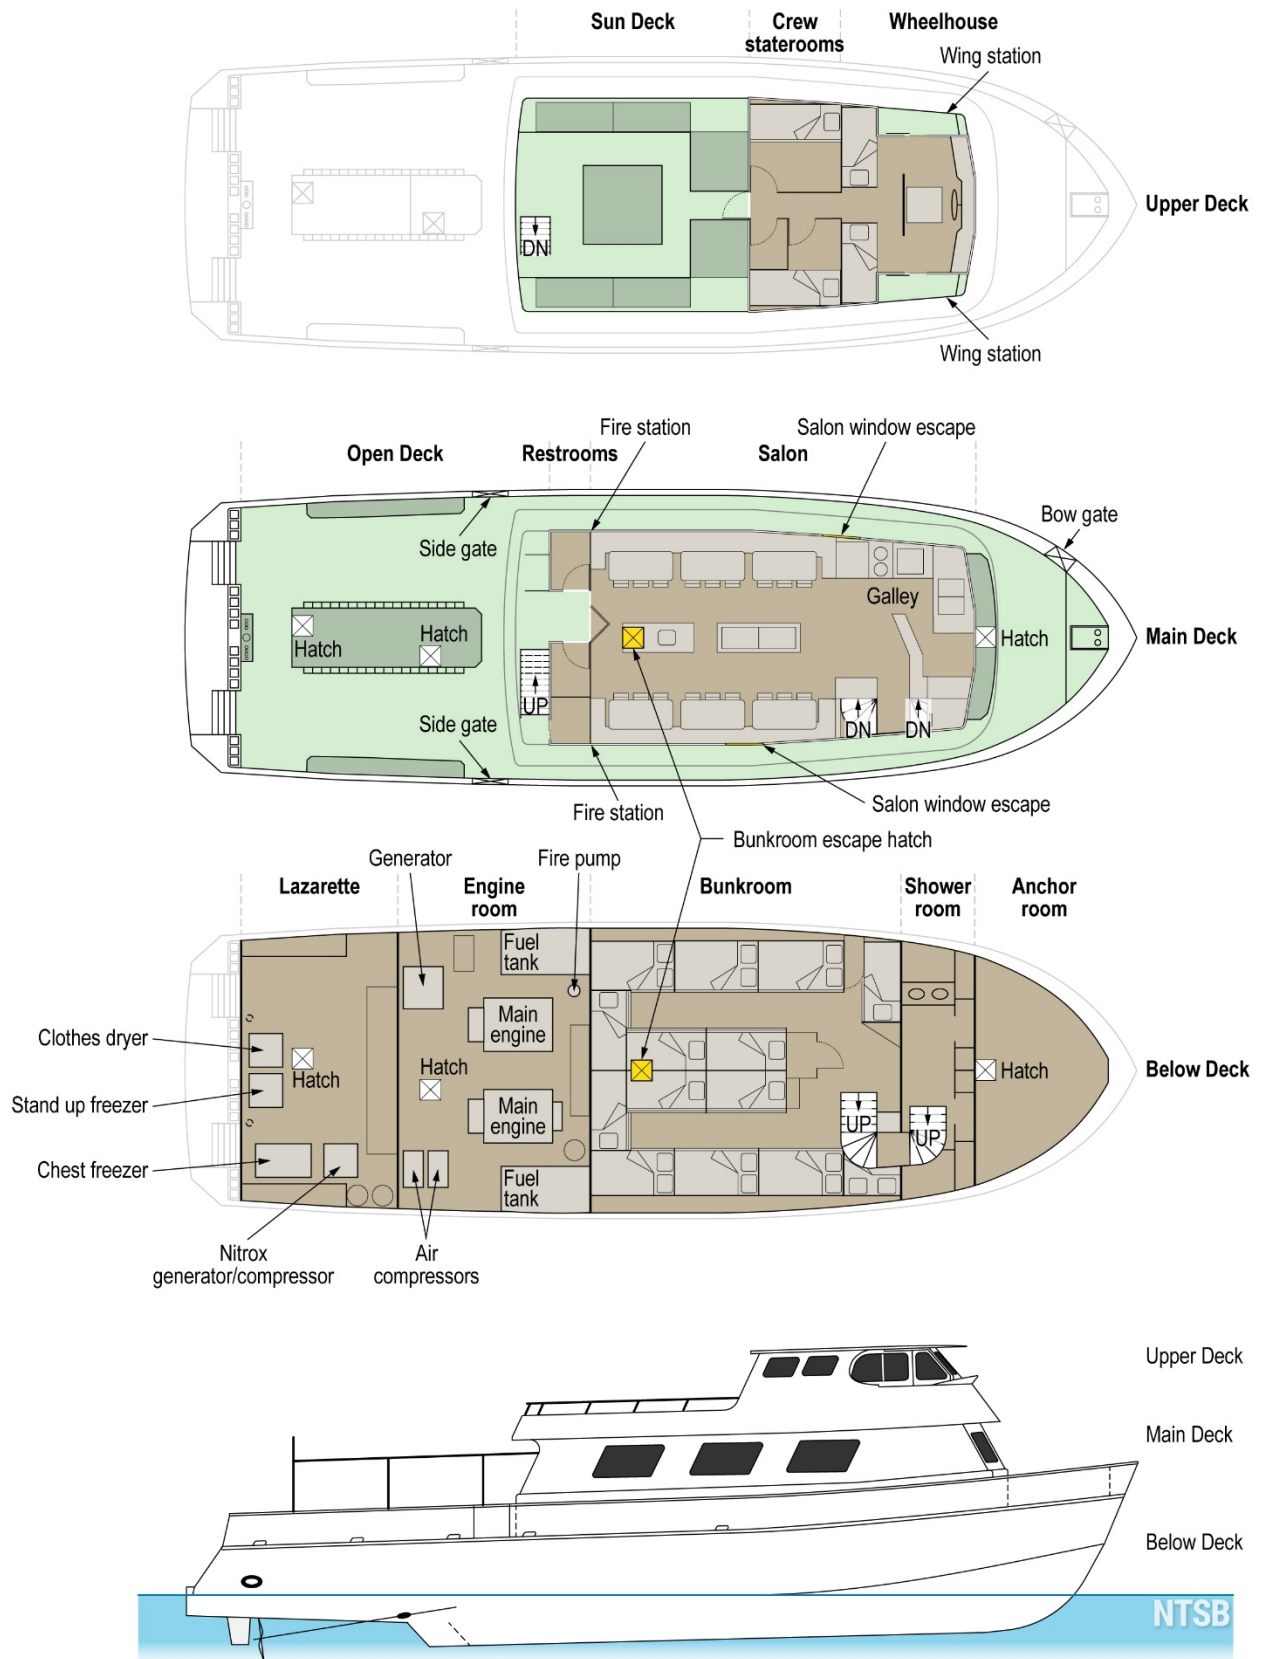 Sun Deck
Crew
staterooms
Wheelhouse
Wing station
Upper Deck
DN
Wing station
Fire station
Salon window escape
Open Deck
Restrooms
Salon
Bow gate
Side gate
Galley
Hatch
Hatch
Hatch
Main Deck
UP
DN
DN
Side gate
Fire station
Salon window escape
Bunkroom escape hatch
Generator
Fire pump
Lazarette
Engine
room
Bunkroom
Shower
room
Anchor
room
Fuel
tank
Main
engine
Clothes dryer
Hatch
Hatch
Hatch
Below Deck
Stand up freezer
Main
engine
UP
UP
Chest freezer
Fuel
tank
Nitrox
generator/compressor
Air
compressors
Upper Deck
Main Deck
Below Deck
NTSB